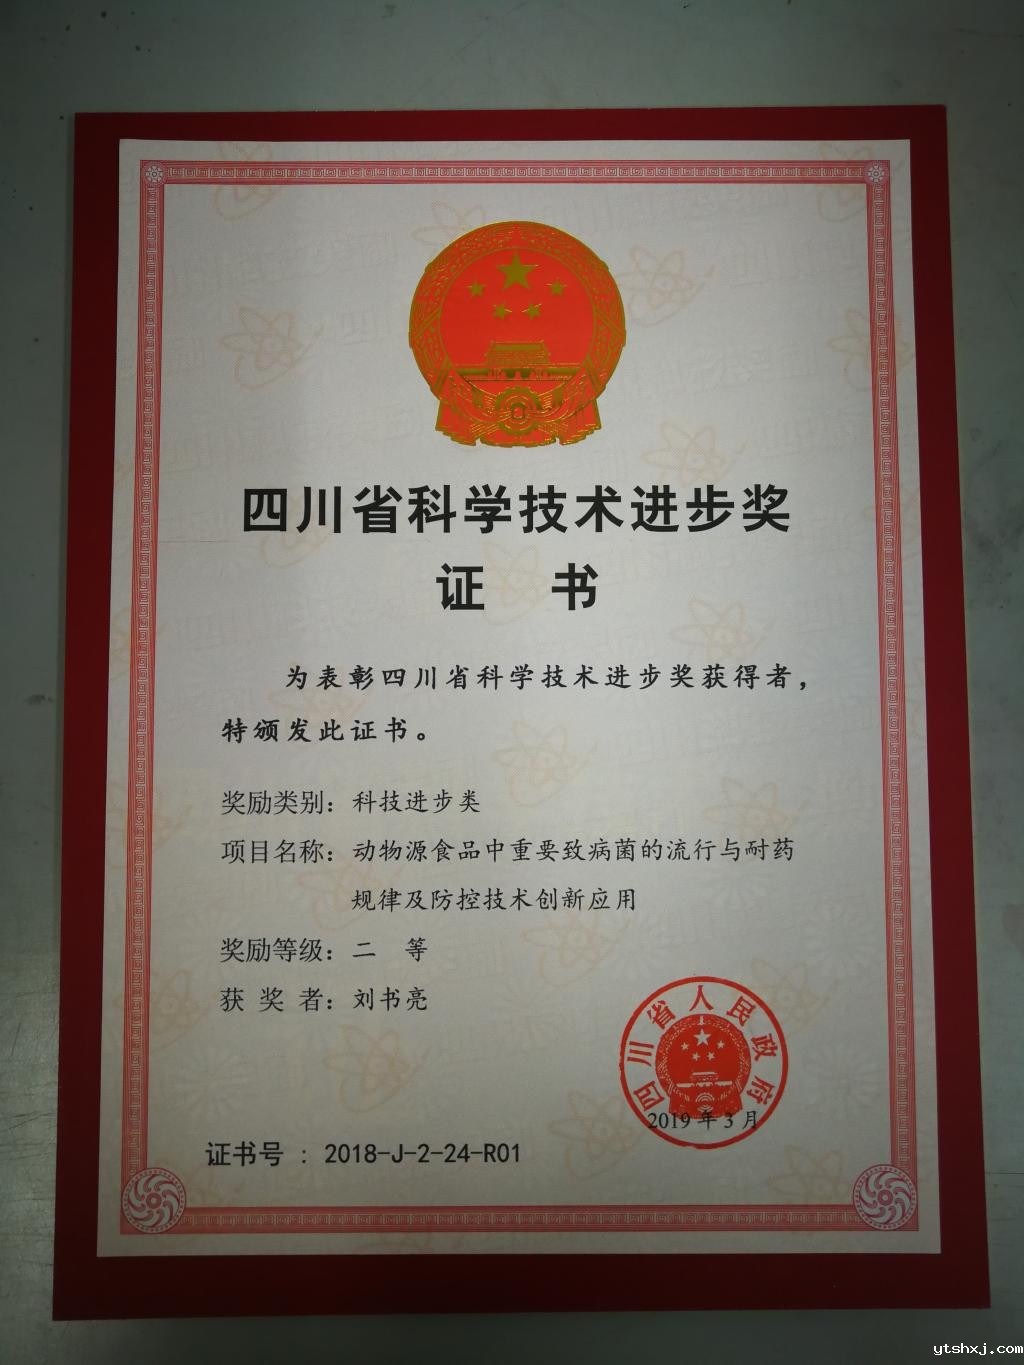 四川省科学技术进步奖
证 书
为表彰四川省科学技术进步奖获得者，
特颁发此证书。
奖励类别：科技进步类
项目名称：动物源食品中重要致病菌的流行与耐药
规律及防控技术创新应用
奖励等级：二 等
获 奖 者：刘书亮
四川省人民政府
2019 年 3 月
证书号 ：2018-J-2-24-R01
ytshxj.com